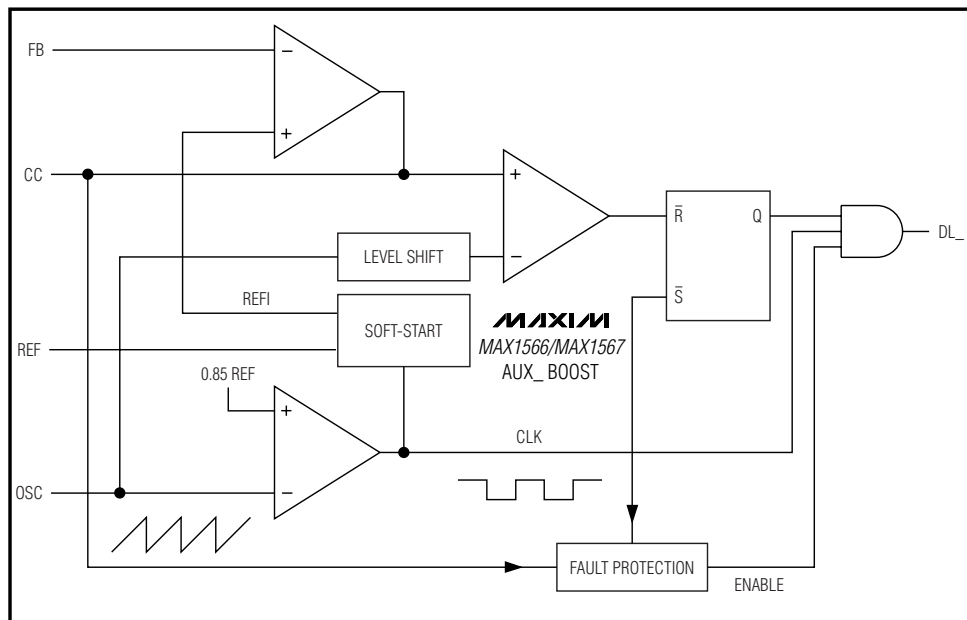 FB
−
+
CC
+
−
R̅
Q
S̅
DL_
LEVEL SHIFT
REFI
SOFT-START
MAXIM
MAX1566/MAX1567
AUX_ BOOST
REF
0.85 REF
+
−
CLK
OSC
FAULT PROTECTION
ENABLE